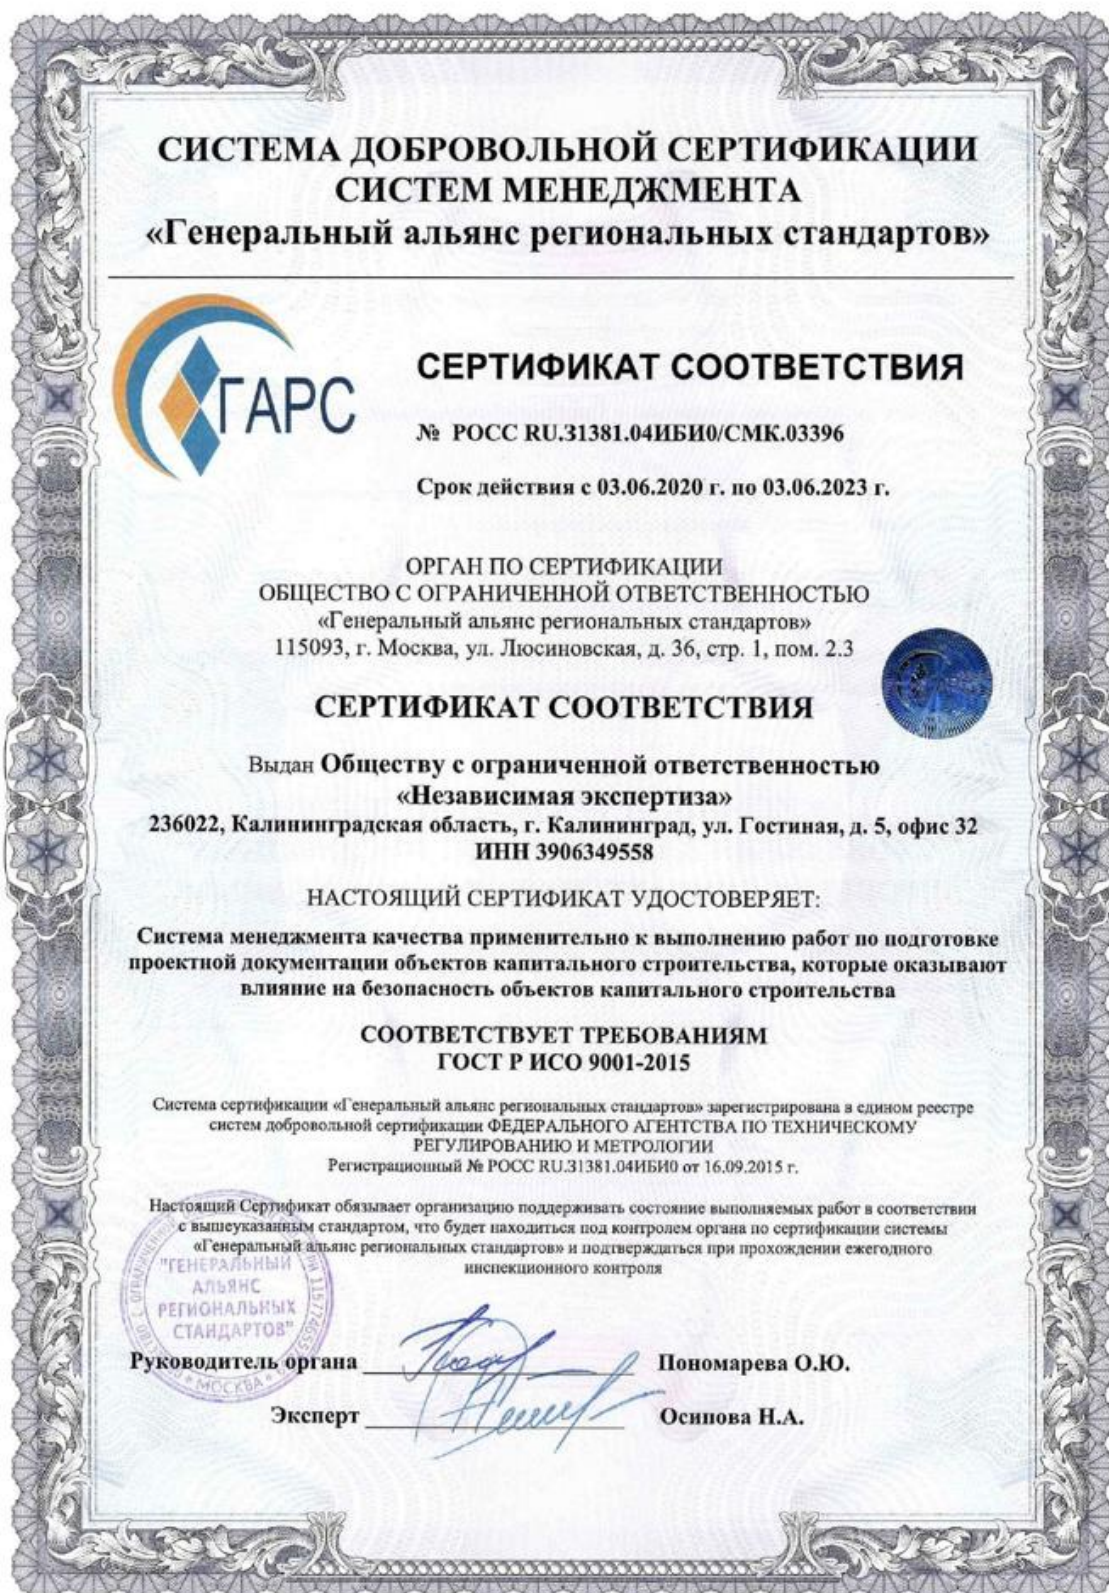 СИСТЕМА ДОБРОВОЛЬНОЙ СЕРТИФИКАЦИИ
СИСТЕМ МЕНЕДЖМЕНТА
«Генеральный альянс региональных стандартов»
ГАРС
СЕРТИФИКАТ СООТВЕТСТВИЯ
№ РОСС RU.31381.04ИБИ0/СМК.03396
Срок действия с 03.06.2020 г. по 03.06.2023 г.
ОРГАН ПО СЕРТИФИКАЦИИ
ОБЩЕСТВО С ОГРАНИЧЕННОЙ ОТВЕТСТВЕННОСТЬЮ
«Генеральный альянс региональных стандартов»
115093, г. Москва, ул. Люсиновская, д. 36, стр. 1, пом. 2.3
СЕРТИФИКАТ СООТВЕТСТВИЯ
Выдан Обществу с ограниченной ответственностью
«Независимая экспертиза»
236022, Калининградская область, г. Калининград, ул. Гостиная, д. 5, офис 32
ИНН 3906349558
НАСТОЯЩИЙ СЕРТИФИКАТ УДОСТОВЕРЯЕТ:
Система менеджмента качества применительно к выполнению работ по подготовке
проектной документации объектов капитального строительства, которые оказывают
влияние на безопасность объектов капитального строительства
СООТВЕТСТВУЕТ ТРЕБОВАНИЯМ
ГОСТ Р ИСО 9001-2015
Система сертификации «Генеральный альянс региональных стандартов» зарегистрирована в едином реестре
систем добровольной сертификации ФЕДЕРАЛЬНОГО АГЕНТСТВА ПО ТЕХНИЧЕСКОМУ
РЕГУЛИРОВАНИЮ И МЕТРОЛОГИИ
Регистрационный № РОСС RU.31381.04ИБИ0 от 16.09.2015 г.
Настоящий Сертификат обязывает организацию поддерживать состояние выполняемых работ в соответствии
с вышеуказанным стандартом, что будет находиться под контролем органа по сертификации системы
«Генеральный альянс региональных стандартов» и подтверждаться при прохождении ежегодного
инспекционного контроля
"ГЕНЕРАЛЬНЫЙ
АЛЬЯНС
РЕГИОНАЛЬНЫХ
СТАНДАРТОВ"
МОСКВА
Руководитель органа Пономарева О.Ю.
Эксперт Осипова Н.А.